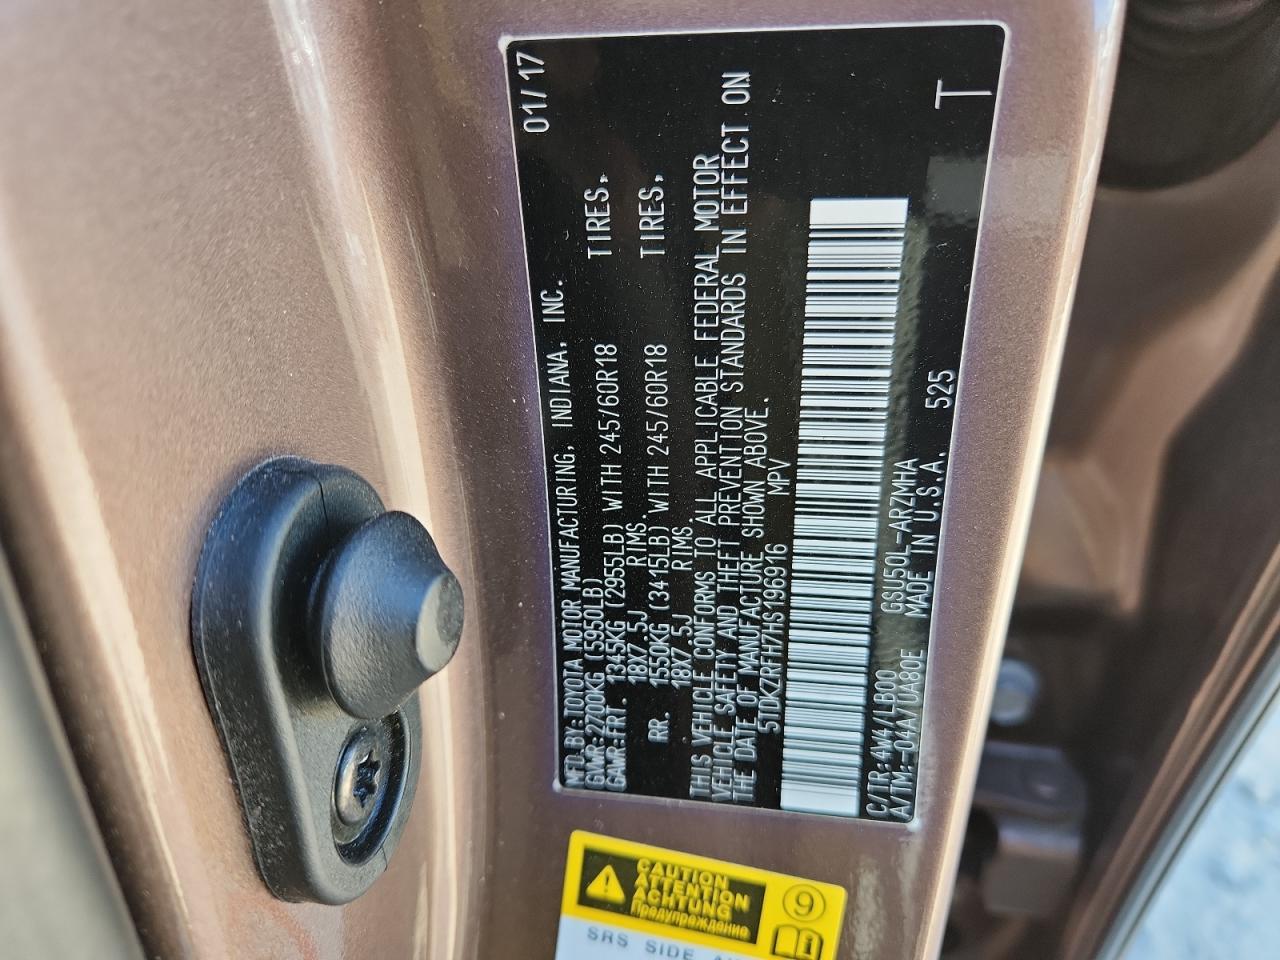 MFD.BY:TOYOTA MOTOR MANUFACTURING, INDIANA, INC. 01/17
GVWR:2700KG (5950LB)
GAWR:FRT. 1345KG (2955LB) WITH 245/60R18 TIRES,
18X7.5J RIMS.
RR. 1550KG (3415LB) WITH 245/60R18 TIRES,
18X7.5J RIMS.
THIS VEHICLE CONFORMS TO ALL APPLICABLE FEDERAL MOTOR
VEHICLE SAFETY AND THEFT PREVENTION STANDARDS IN EFFECT ON
THE DATE OF MANUFACTURE SHOWN ABOVE.
5TDKZRFH7HS196916 MPV
C/TR:4W4/LB00 GSU50L-ARZMHA 525
A/TM:-04A/UA80E MADE IN U.S.A. T
CAUTION
ATTENTION
ACHTUNG
Предупреждение
9
SRS SIDE